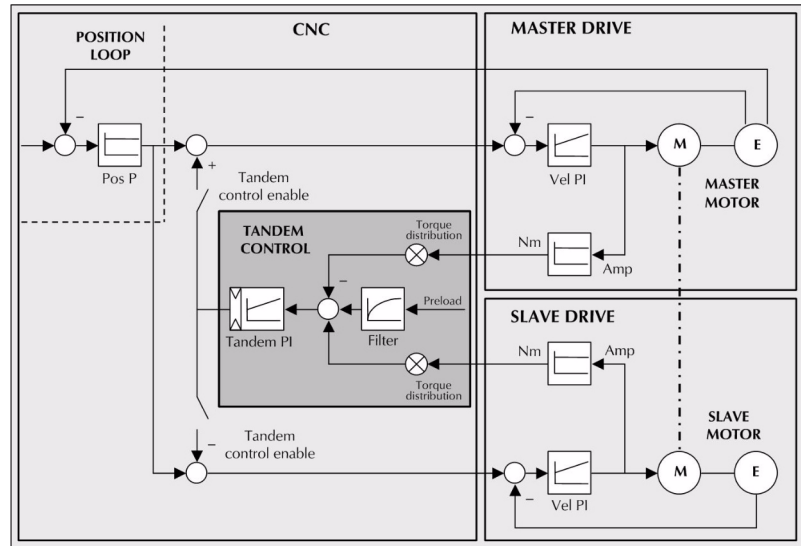 POSITION
LOOP
CNC
MASTER DRIVE
−
−
Pos P
Vel PI
M
E
+
Tandem
control enable
MASTER
MOTOR
TANDEM
CONTROL
Torque
distribution
Nm
Amp
−
Preload
Tandem PI
Filter
SLAVE DRIVE
Nm
Amp
Torque
distribution
SLAVE
MOTOR
−
Tandem
control enable
M
E
−
Vel PI